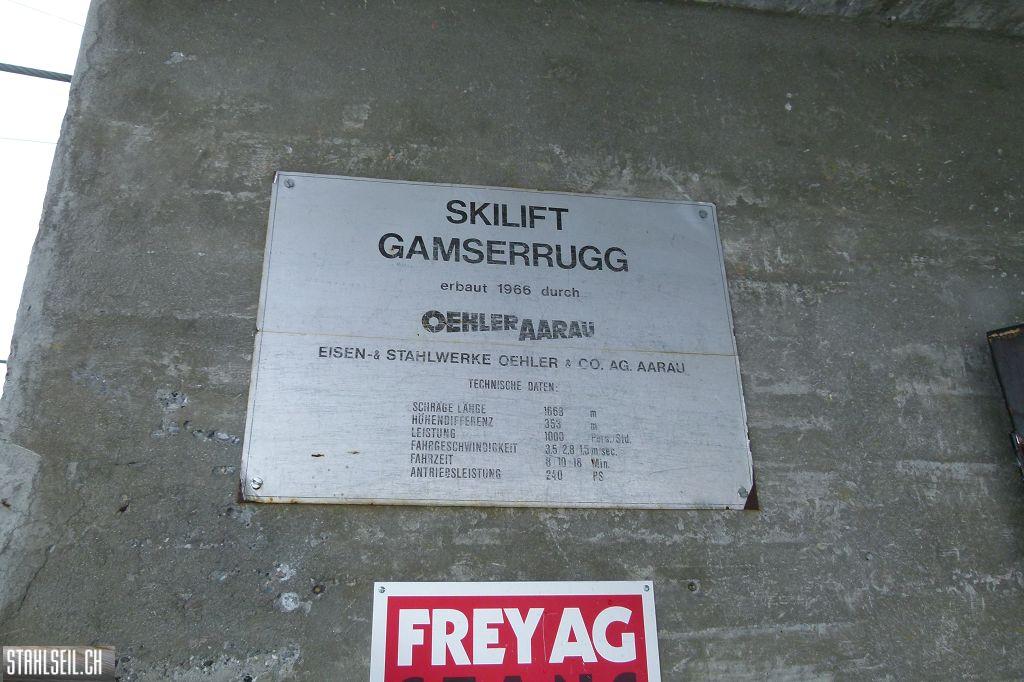 SKILIFT
GAMSERRUGG
erbaut 1966 durch
OEHLER AARAU
EISEN-& STAHLWERKE OEHLER & CO. AG. AARAU
TECHNISCHE DATEN:
SCHRÄGE LÄNGE 1663 m
HÖHENDIFFERENZ 353 m
LEISTUNG 1000 Pers./Std.
FAHRGESCHWINDIGKEIT 3,5 2,8 1,5 m/sec.
FAHRZEIT 8 10 18 Min.
ANTRIEBSLEISTUNG 240 PS
FREY AG
STANS
STAHLSEIL.CH